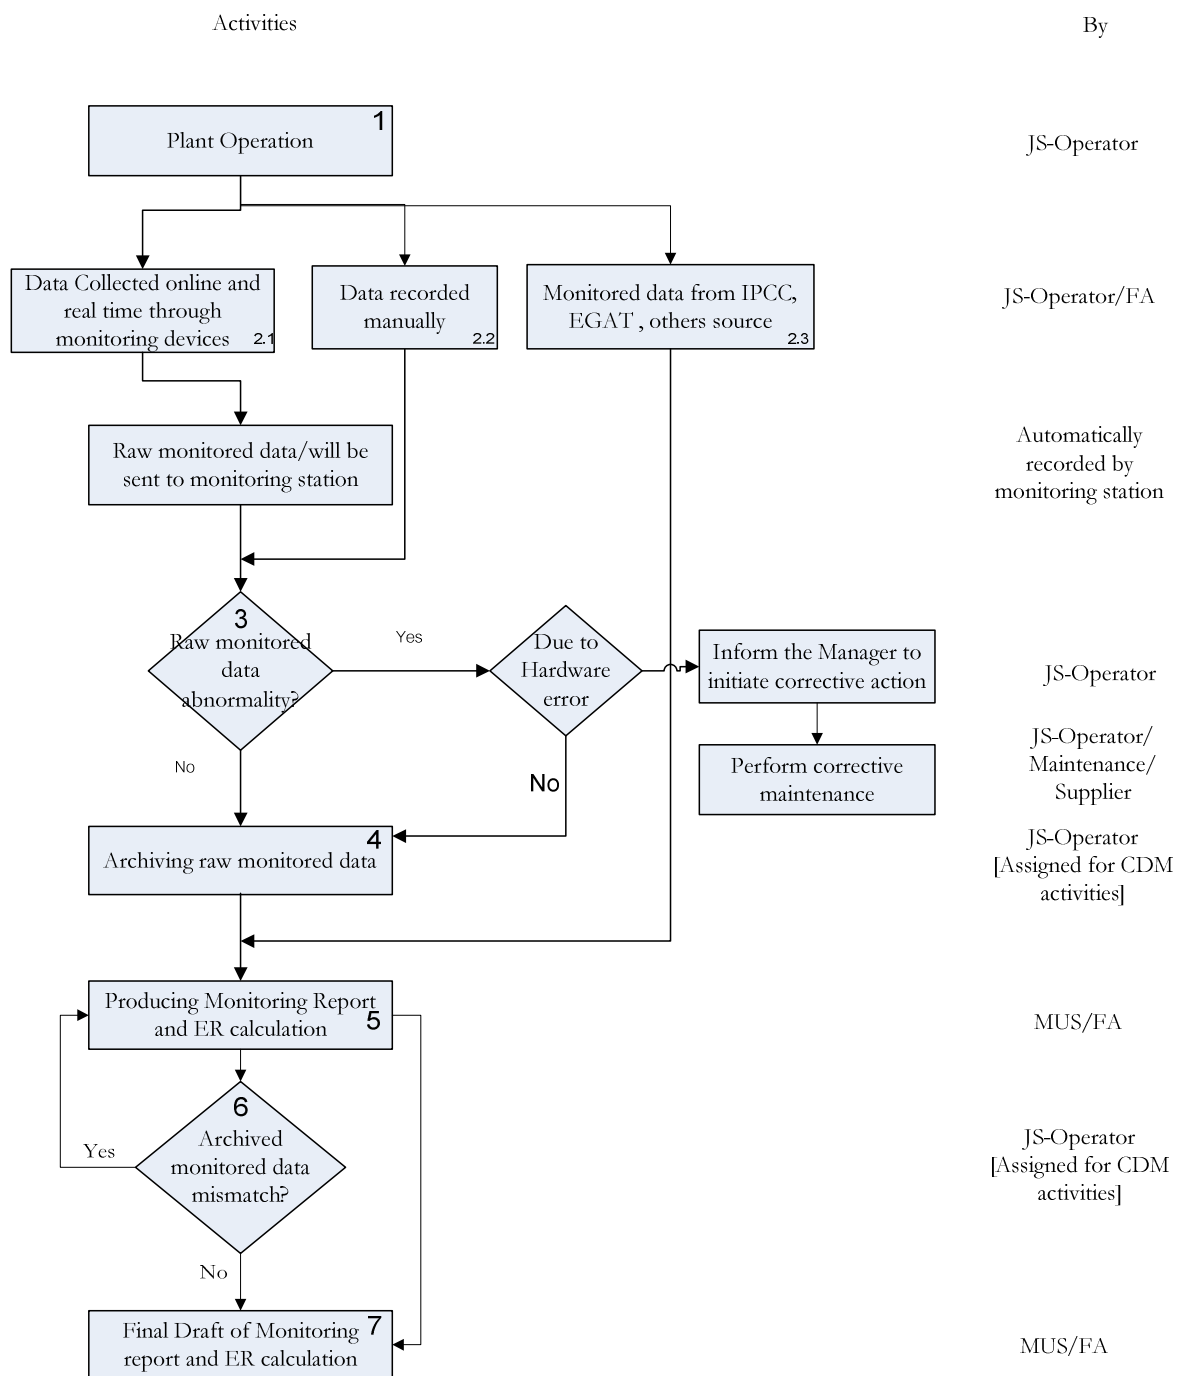 Activities
By
1
Plant Operation
JS-Operator
Data Collected online and
real time through
monitoring devices
2.1
Data recorded
manually
2.2
Monitored data from IPCC,
EGAT , others source
2.3
JS-Operator/FA
Raw monitored data/will be
sent to monitoring station
Automatically
recorded by
monitoring station
3
Raw monitored
data
abnormality?
Yes
Due to
Hardware
error
Inform the Manager to
initiate corrective action
JS-Operator
No
No
Perform corrective
maintenance
JS-Operator/
Maintenance/
Supplier
4
Archiving raw monitored data
JS-Operator
[Assigned for CDM
activities]
Producing Monitoring Report
and ER calculation
5
MUS/FA
6
Archived
monitored data
mismatch?
Yes
JS-Operator
[Assigned for CDM
activities]
No
Final Draft of Monitoring
report and ER calculation
7
MUS/FA